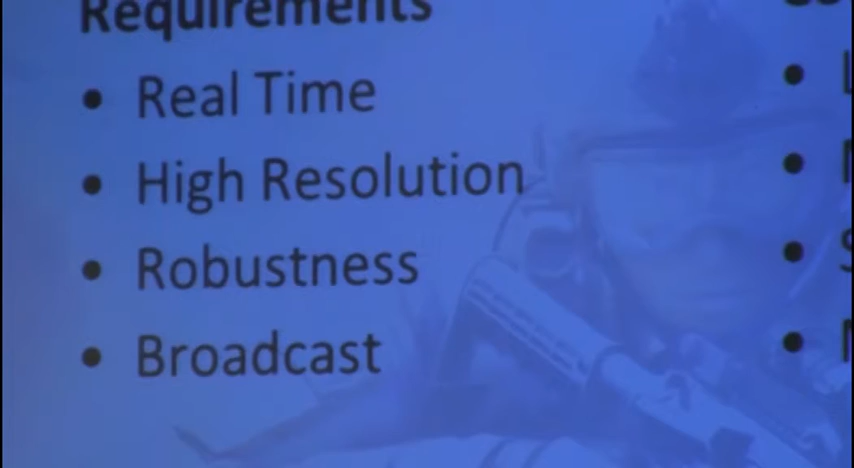 Requirements
• Real Time
• High Resolution
• Robustness
• Broadcast